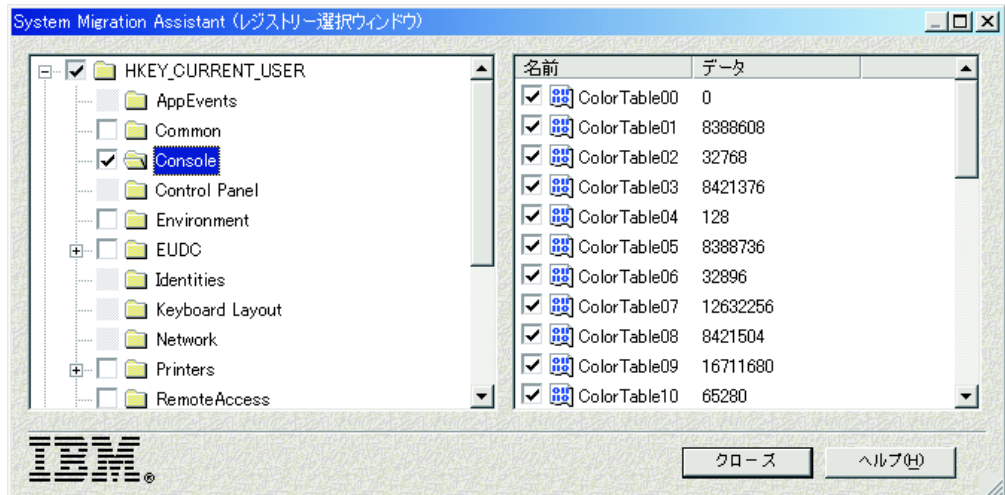 System Migration Assistant (レジストリー選択ウィンドウ)
HKEY_CURRENT_USER
AppEvents
Common
Console
Control Panel
Environment
EUDC
Identities
Keyboard Layout
Network
Printers
RemoteAccess
名前 データ
ColorTable00 0
ColorTable01 8388608
ColorTable02 32768
ColorTable03 8421376
ColorTable04 128
ColorTable05 8388736
ColorTable06 32896
ColorTable07 12632256
ColorTable08 8421504
ColorTable09 16711680
ColorTable10 65280
IBM®
クローズ
ヘルプ(H)